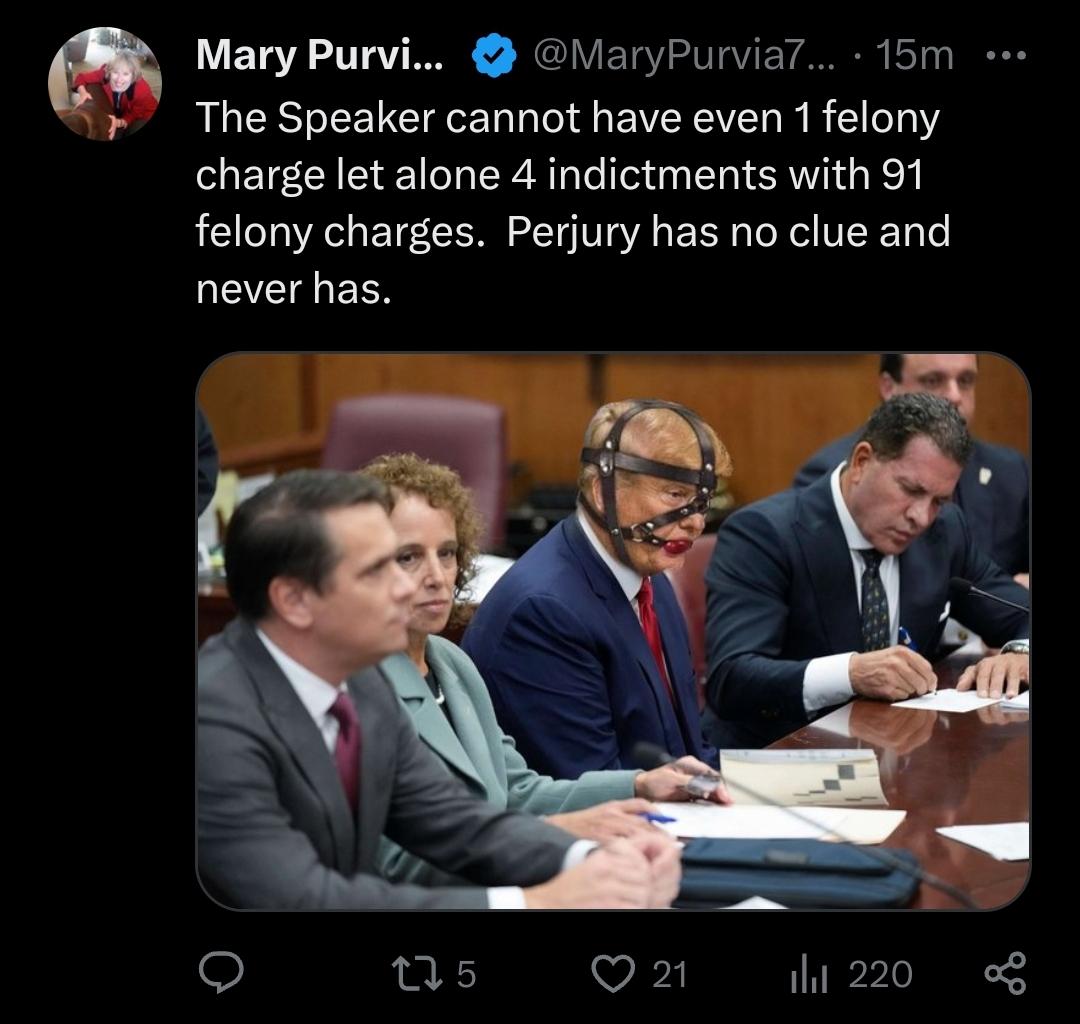 Mary Purvi... @MaryPurvia7... · 15m
The Speaker cannot have even 1 felony
charge let alone 4 indictments with 91
felony charges.  Perjury has no clue and
never has.
5 21 220